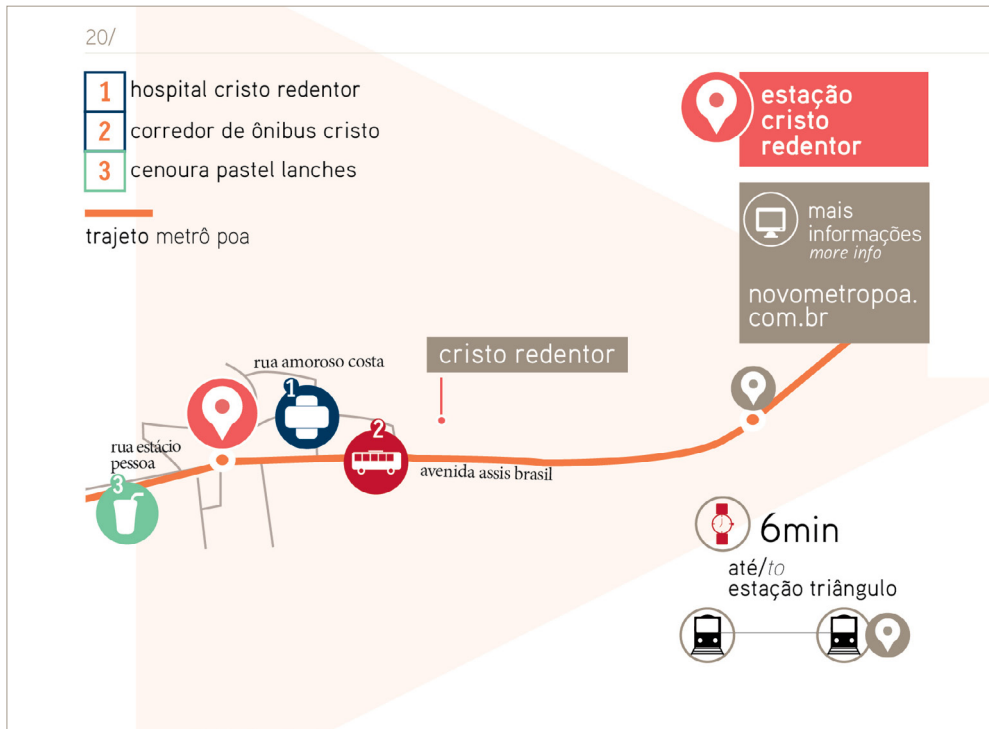 20/
1 hospital cristo redentor
2 corredor de ônibus cristo
3 cenoura pastel lanches
trajeto metrô poa
estação
cristo
redentor
mais
informações
more info
novometropoa.
com.br
cristo redentor
rua amoroso costa
1
2
rua estácio
pessoa
3
avenida assis brasil
6min
até/to
estação triângulo